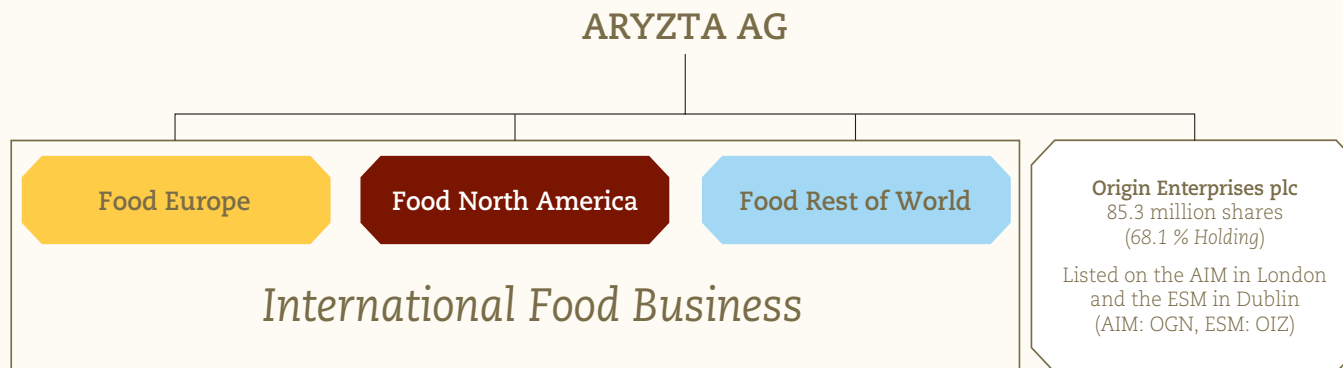 ARYZTA AG
Food Europe
Food North America
Food Rest of World
International Food Business
Origin Enterprises plc
85.3 million shares
(68.1 % Holding)
Listed on the AIM in London
and the ESM in Dublin
(AIM: OGN, ESM: OIZ)